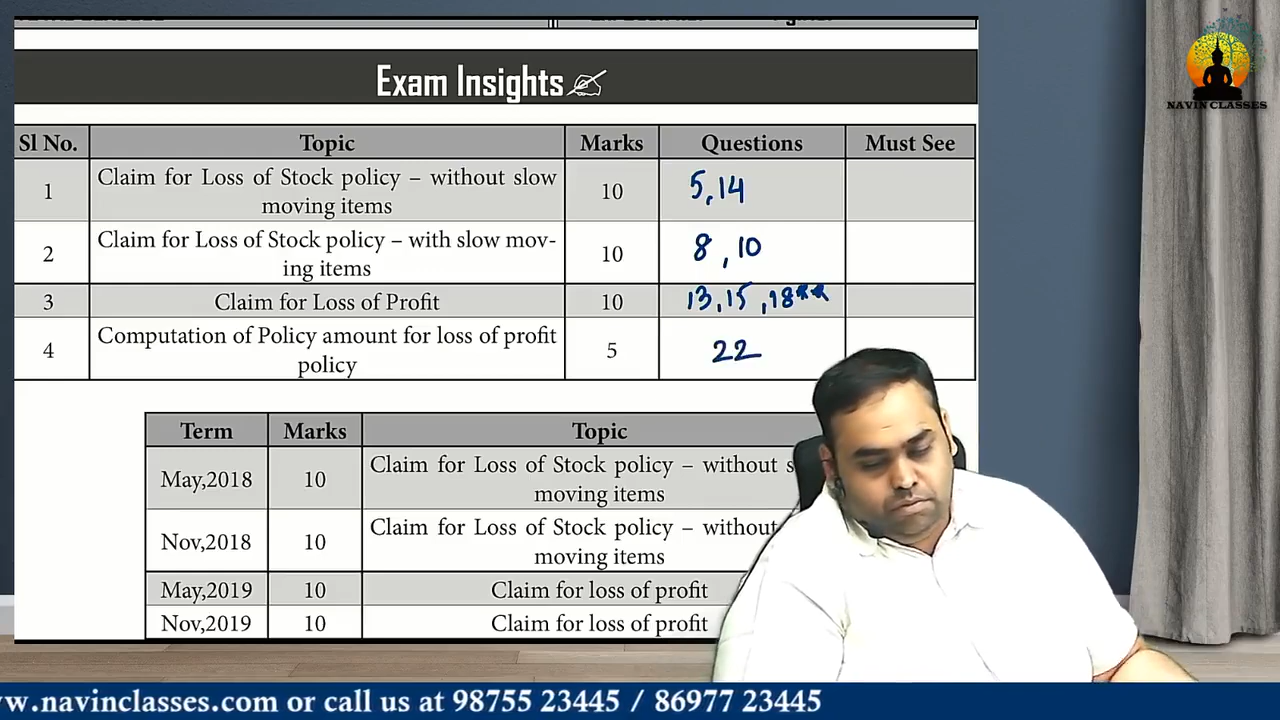 Exam Insights
NAVIN CLASSES
Sl No. Topic Marks Questions Must See
1 Claim for Loss of Stock policy – without slow 10 5, 14
moving items
2 Claim for Loss of Stock policy – with slow mov- 10 8, 10
ing items
3 Claim for Loss of Profit 10 13, 15, 18**
4 Computation of Policy amount for loss of profit 5 22
policy
Term Marks Topic
May,2018 10 Claim for Loss of Stock policy – without
moving items
Nov,2018 10 Claim for Loss of Stock policy – without
moving items
May,2019 10 Claim for loss of profit
Nov,2019 10 Claim for loss of profit
w.navinclasses.com or call us at 98755 23445 / 86977 23445